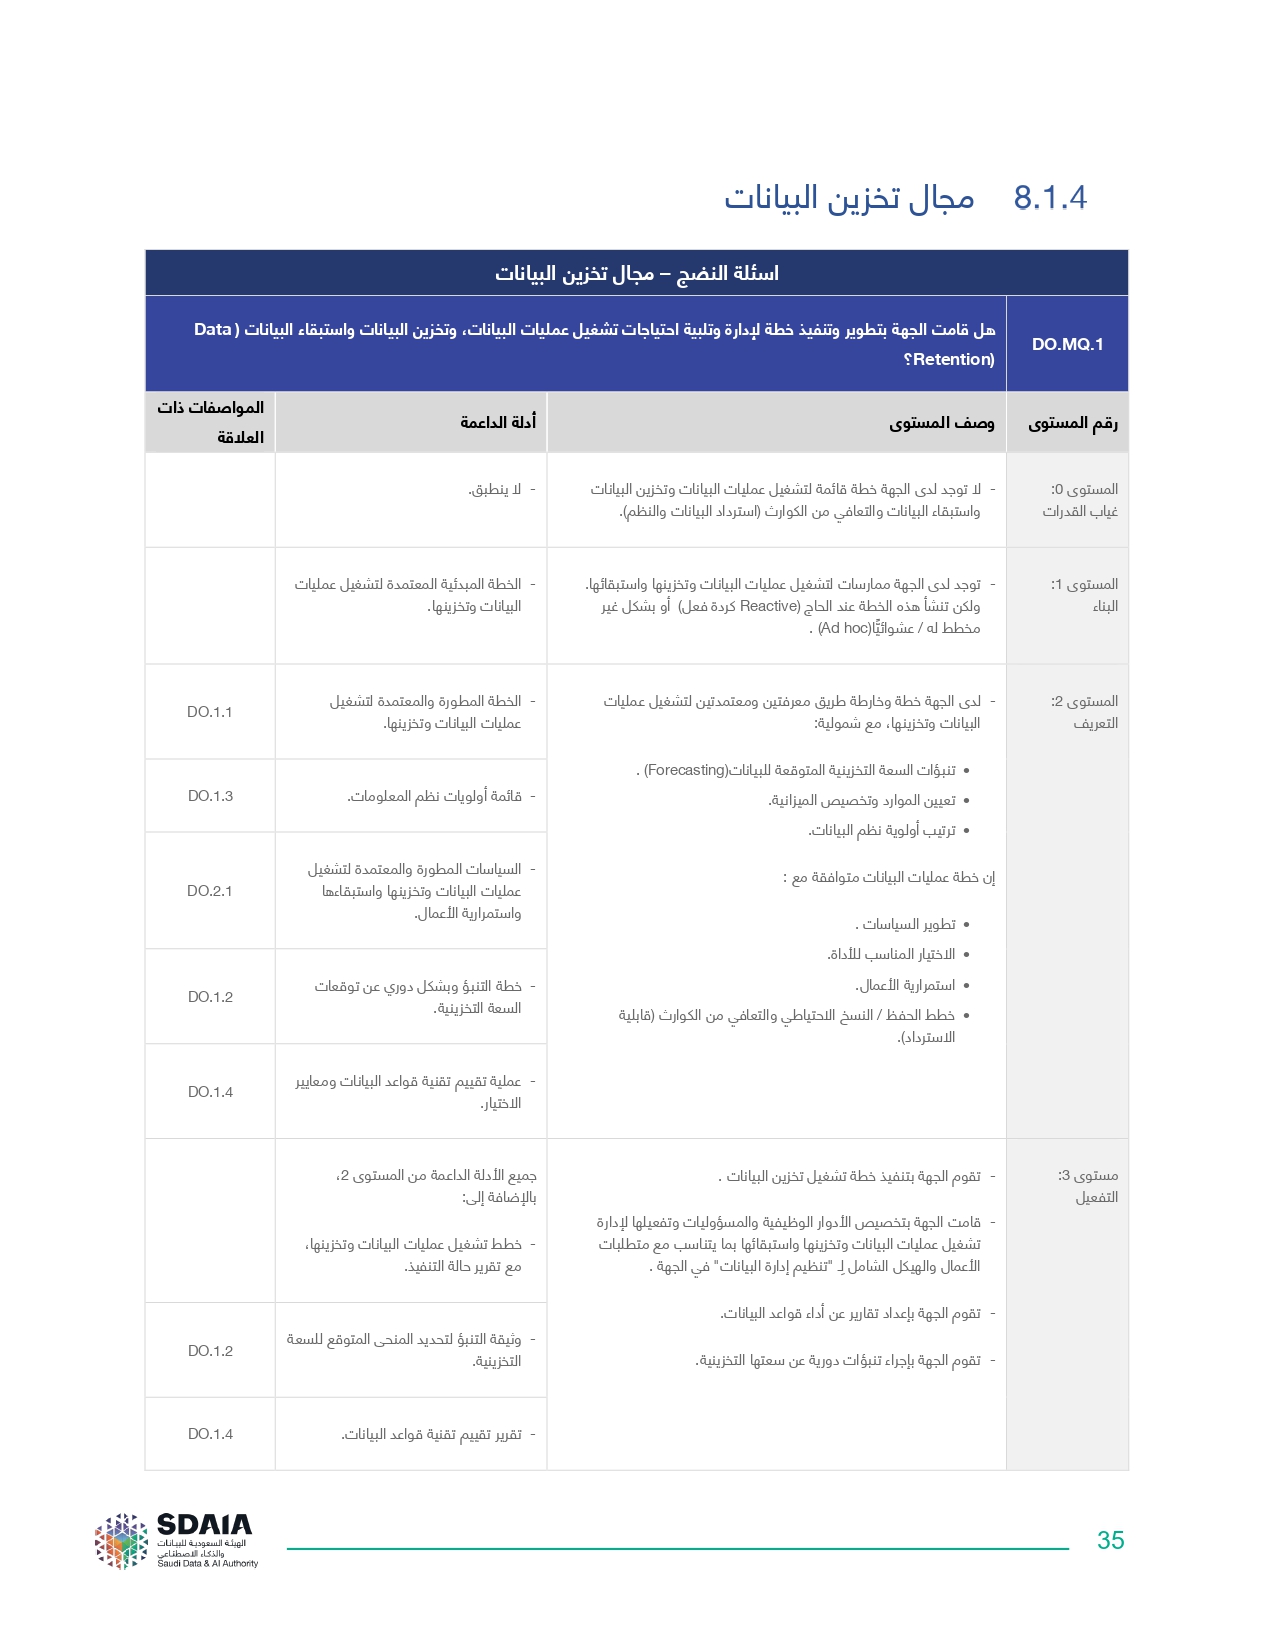 8.1.4 مجال تخزين البيانات
اسئلة النضج – مجال تخزين البيانات
DO.MQ.1
هل قامت الجهة بتطوير وتنفيذ خطة لإدارة وتلبية احتياجات تشغيل عمليات البيانات، وتخزين البيانات واستبقاء البيانات ( Data
Retention)؟
رقم المستوى
وصف المستوى
أدلة الداعمة
المواصفات ذات
العلاقة
المستوى 0:
غياب القدرات
- لا توجد لدى الجهة خطة قائمة لتشغيل عمليات البيانات وتخزين البيانات
واستبقاء البيانات والتعافي من الكوارث (استرداد البيانات والنظم).
- لا ينطبق.
المستوى 1:
البناء
- توجد لدى الجهة ممارسات لتشغيل عمليات البيانات وتخزينها واستبقائها.
ولكن تنشأ هذه الخطة عند الحاج (Reactive كردة فعل) أو بشكل غير
مخطط له / عشوائيًّا(Ad hoc) .
- الخطة المبدئية المعتمدة لتشغيل عمليات
البيانات وتخزينها.
المستوى 2:
التعريف
- لدى الجهة خطة وخارطة طريق معرفتين ومعتمدتين لتشغيل عمليات
البيانات وتخزينها، مع شمولية:
• تنبؤات السعة التخزينية المتوقعة للبيانات(Forecasting) .
• تعيين الموارد وتخصيص الميزانية.
• ترتيب أولوية نظم البيانات.
إن خطة عمليات البيانات متوافقة مع :
• تطوير السياسات .
• الاختيار المناسب للأداة.
• استمرارية الأعمال.
• خطط الحفظ / النسخ الاحتياطي والتعافي من الكوارث (قابلية
الاسترداد).
- الخطة المطورة والمعتمدة لتشغيل
عمليات البيانات وتخزينها.
DO.1.1
- قائمة أولويات نظم المعلومات.
DO.1.3
- السياسات المطورة والمعتمدة لتشغيل
عمليات البيانات وتخزينها واستبقاءها
واستمرارية الأعمال.
DO.2.1
- خطة التنبؤ وبشكل دوري عن توقعات
السعة التخزينية.
DO.1.2
- عملية تقييم تقنية قواعد البيانات ومعايير
الاختيار.
DO.1.4
مستوى 3:
التفعيل
- تقوم الجهة بتنفيذ خطة تشغيل تخزين البيانات .
- قامت الجهة بتخصيص الأدوار الوظيفية والمسؤوليات وتفعيلها لإدارة
تشغيل عمليات البيانات وتخزينها واستبقائها بما يتناسب مع متطلبات
الأعمال والهيكل الشامل لِـ "تنظيم إدارة البيانات" في الجهة .
- تقوم الجهة بإعداد تقارير عن أداء قواعد البيانات.
- تقوم الجهة بإجراء تنبؤات دورية عن سعتها التخزينية.
جميع الأدلة الداعمة من المستوى 2،
بالإضافة إلى:
- خطط تشغيل عمليات البيانات وتخزينها،
مع تقرير حالة التنفيذ.
- وثيقة التنبؤ لتحديد المنحى المتوقع للسعة
التخزينية.
DO.1.2
- تقرير تقييم تقنية قواعد البيانات.
DO.1.4
SDAIA
الهيئة السعودية للبيانات
والذكاء الاصطناعي
Saudi Data & AI Authority
35